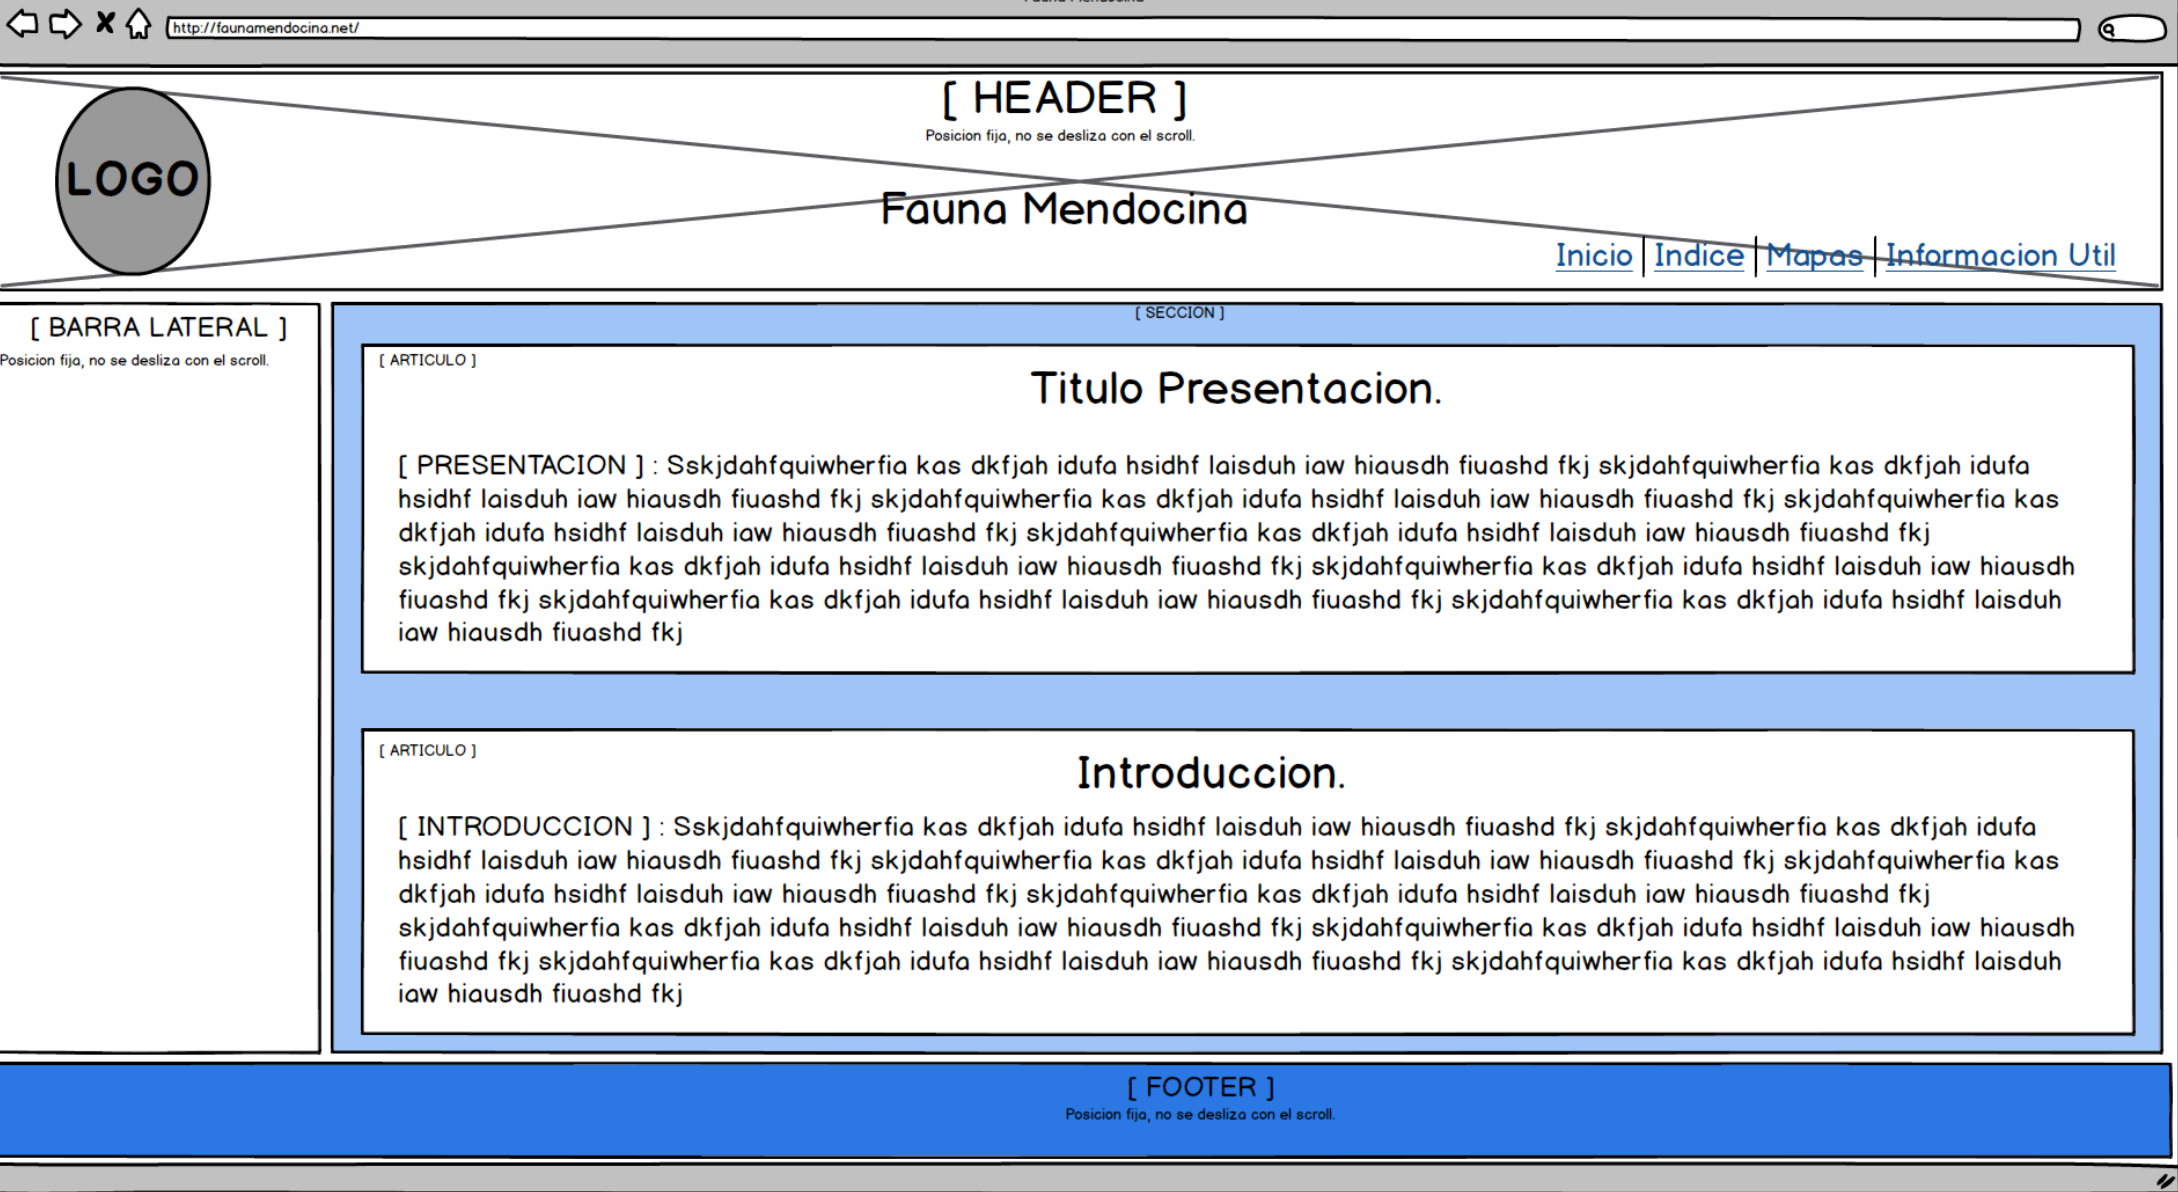 http://faunamendocina.net/
[ HEADER ]
Posicion fija, no se desliza con el scroll.
LOGO
Fauna Mendocina
Inicio | Indice | Mapas | Informacion Util
[ BARRA LATERAL ]
Posicion fija, no se desliza con el scroll.
[ SECCION ]
[ ARTICULO ]
Titulo Presentacion.
[ PRESENTACION ] : Sskjdahfquiwherfia kas dkfjah idufa hsidhf laisduh iaw hiausdh fiuashd fkj skjdahfquiwherfia kas dkfjah idufa
hsidhf laisduh iaw hiausdh fiuashd fkj skjdahfquiwherfia kas dkfjah idufa hsidhf laisduh iaw hiausdh fiuashd fkj skjdahfquiwherfia kas
dkfjah idufa hsidhf laisduh iaw hiausdh fiuashd fkj skjdahfquiwherfia kas dkfjah idufa hsidhf laisduh iaw hiausdh fiuashd fkj
skjdahfquiwherfia kas dkfjah idufa hsidhf laisduh iaw hiausdh fiuashd fkj skjdahfquiwherfia kas dkfjah idufa hsidhf laisduh iaw hiausdh
fiuashd fkj skjdahfquiwherfia kas dkfjah idufa hsidhf laisduh iaw hiausdh fiuashd fkj skjdahfquiwherfia kas dkfjah idufa hsidhf laisduh
iaw hiausdh fiuashd fkj
[ ARTICULO ]
Introduccion.
[ INTRODUCCION ] : Sskjdahfquiwherfia kas dkfjah idufa hsidhf laisduh iaw hiausdh fiuashd fkj skjdahfquiwherfia kas dkfjah idufa
hsidhf laisduh iaw hiausdh fiuashd fkj skjdahfquiwherfia kas dkfjah idufa hsidhf laisduh iaw hiausdh fiuashd fkj skjdahfquiwherfia kas
dkfjah idufa hsidhf laisduh iaw hiausdh fiuashd fkj skjdahfquiwherfia kas dkfjah idufa hsidhf laisduh iaw hiausdh fiuashd fkj
skjdahfquiwherfia kas dkfjah idufa hsidhf laisduh iaw hiausdh fiuashd fkj skjdahfquiwherfia kas dkfjah idufa hsidhf laisduh iaw hiausdh
fiuashd fkj skjdahfquiwherfia kas dkfjah idufa hsidhf laisduh iaw hiausdh fiuashd fkj skjdahfquiwherfia kas dkfjah idufa hsidhf laisduh
iaw hiausdh fiuashd fkj
[ FOOTER ]
Posicion fija, no se desliza con el scroll.